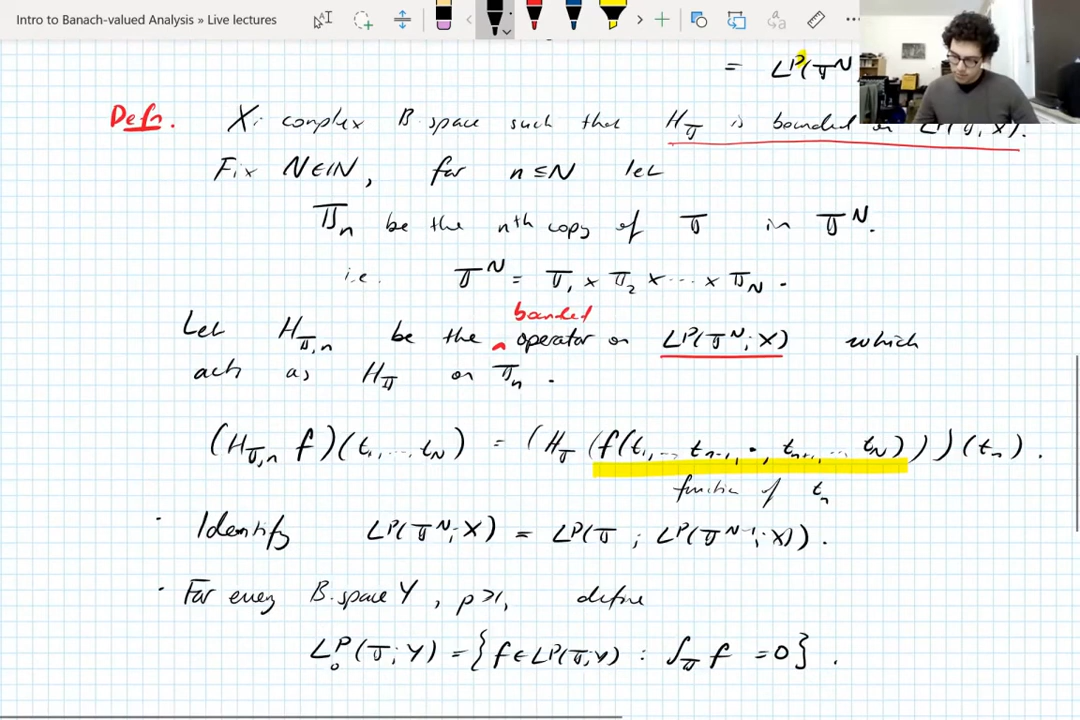 Intro to Banach-valued Analysis » Live lectures
= L^p(𝕋^N
Defn. X: complex B. space such that H_𝕋 is bounded on L^p(𝕋; X).
Fix N∈ℕ, for n ≤ N let
𝕋_n be the nth copy of 𝕋 in 𝕋^N.
i.e. 𝕋^N = 𝕋_1 × 𝕋_2 × ... × 𝕋_N.
bounded
Let H_{𝕋,n} be the ^ operator on L^p(𝕋^N; X) which
acts as H_𝕋 on 𝕋_n.
(H_{𝕋,n} f)(t_1, ... t_N) = (H_𝕋 (f(t_1, ... t_{n-1}, •, t_{n+1}, ... t_N)))(t_n).
function of t_n
· Identify L^p(𝕋^N; X) = L^p(𝕋; L^p(𝕋^{N-1}; X)).
· For every B. space Y, p≥1, define
L^p_0(𝕋; Y) = {f ∈ L^p(𝕋; Y) : ∫_𝕋 f = 0}.